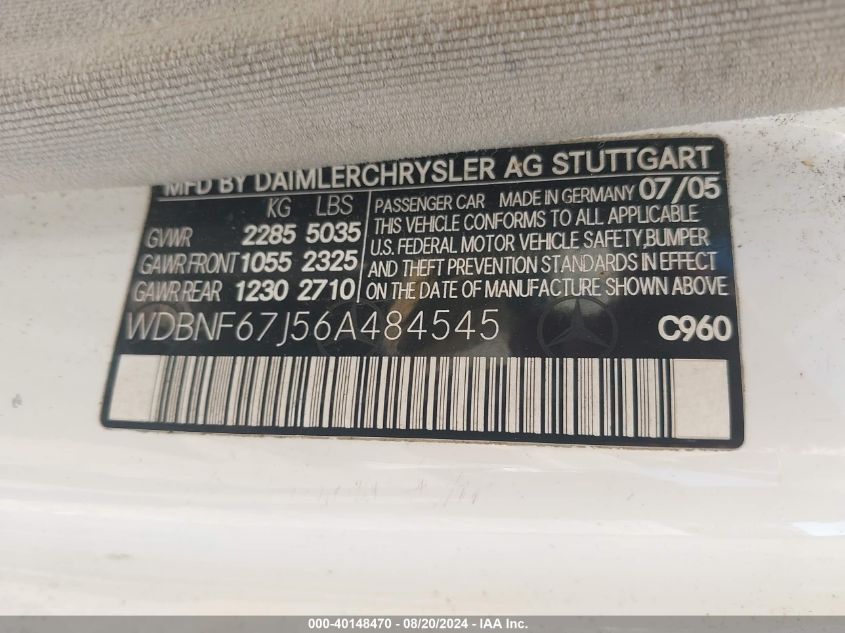 MFD BY DAIMLERCHRYSLER AG STUTTGART
KG LBS
GVWR 2285 5035
GAWR FRONT 1055 2325
GAWR REAR 1230 2710
PASSENGER CAR MADE IN GERMANY 07/05
THIS VEHICLE CONFORMS TO ALL APPLICABLE
U.S. FEDERAL MOTOR VEHICLE SAFETY, BUMPER
AND THEFT PREVENTION STANDARDS IN EFFECT
ON THE DATE OF MANUFACTURE SHOWN ABOVE
WDBNF67J56A484545 C960
000-40148470 - 08/20/2024 - IAA Inc.